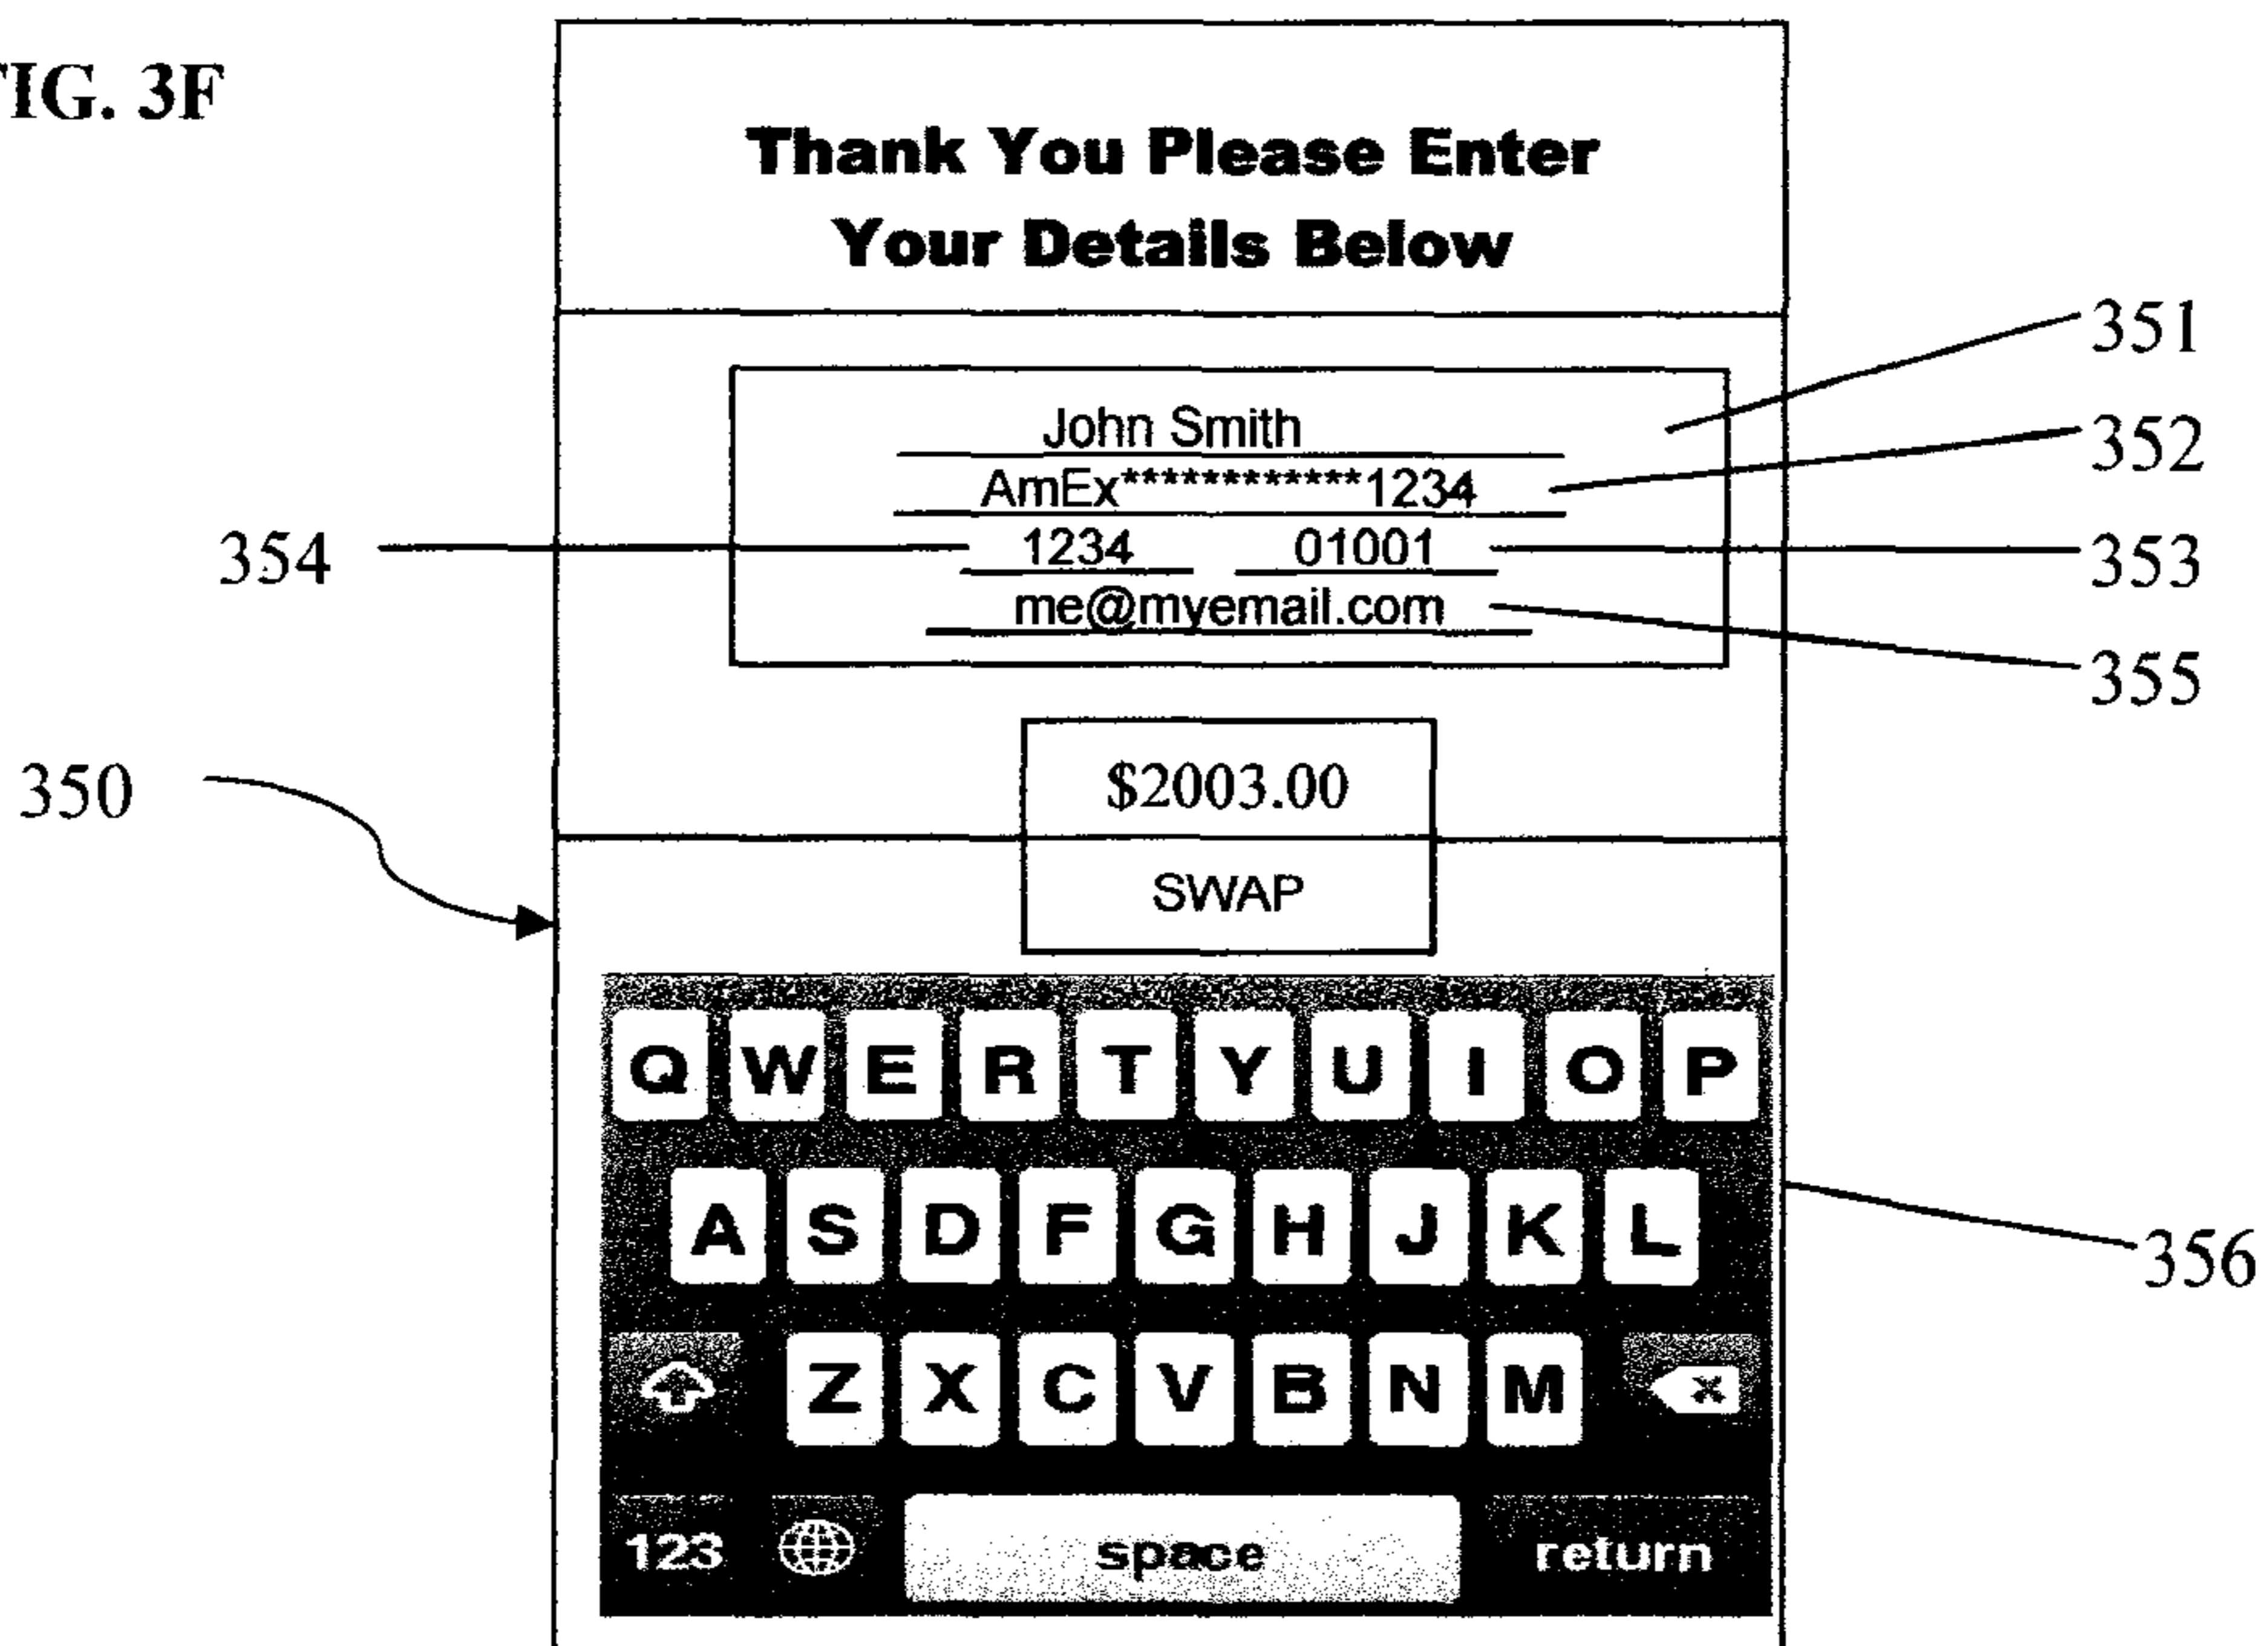 FIG. 3F
Thank You Please Enter
Your Details Below
351
John Smith
352
AmEx************1234
354
1234 01001
353
me@myemail.com
355
350
$2003.00
SWAP
Q W E R T Y U I O P
A S D F G H J K L
356
Z X C V B N M
123 space return